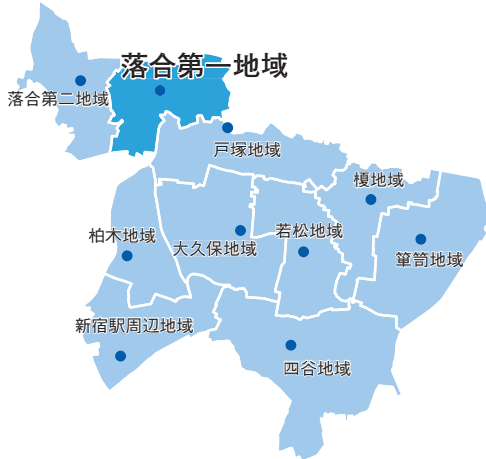 落合第一地域
落合第二地域
戸塚地域
榎地域
若松地域
柏木地域
大久保地域
箪笥地域
新宿駅周辺地域
四谷地域